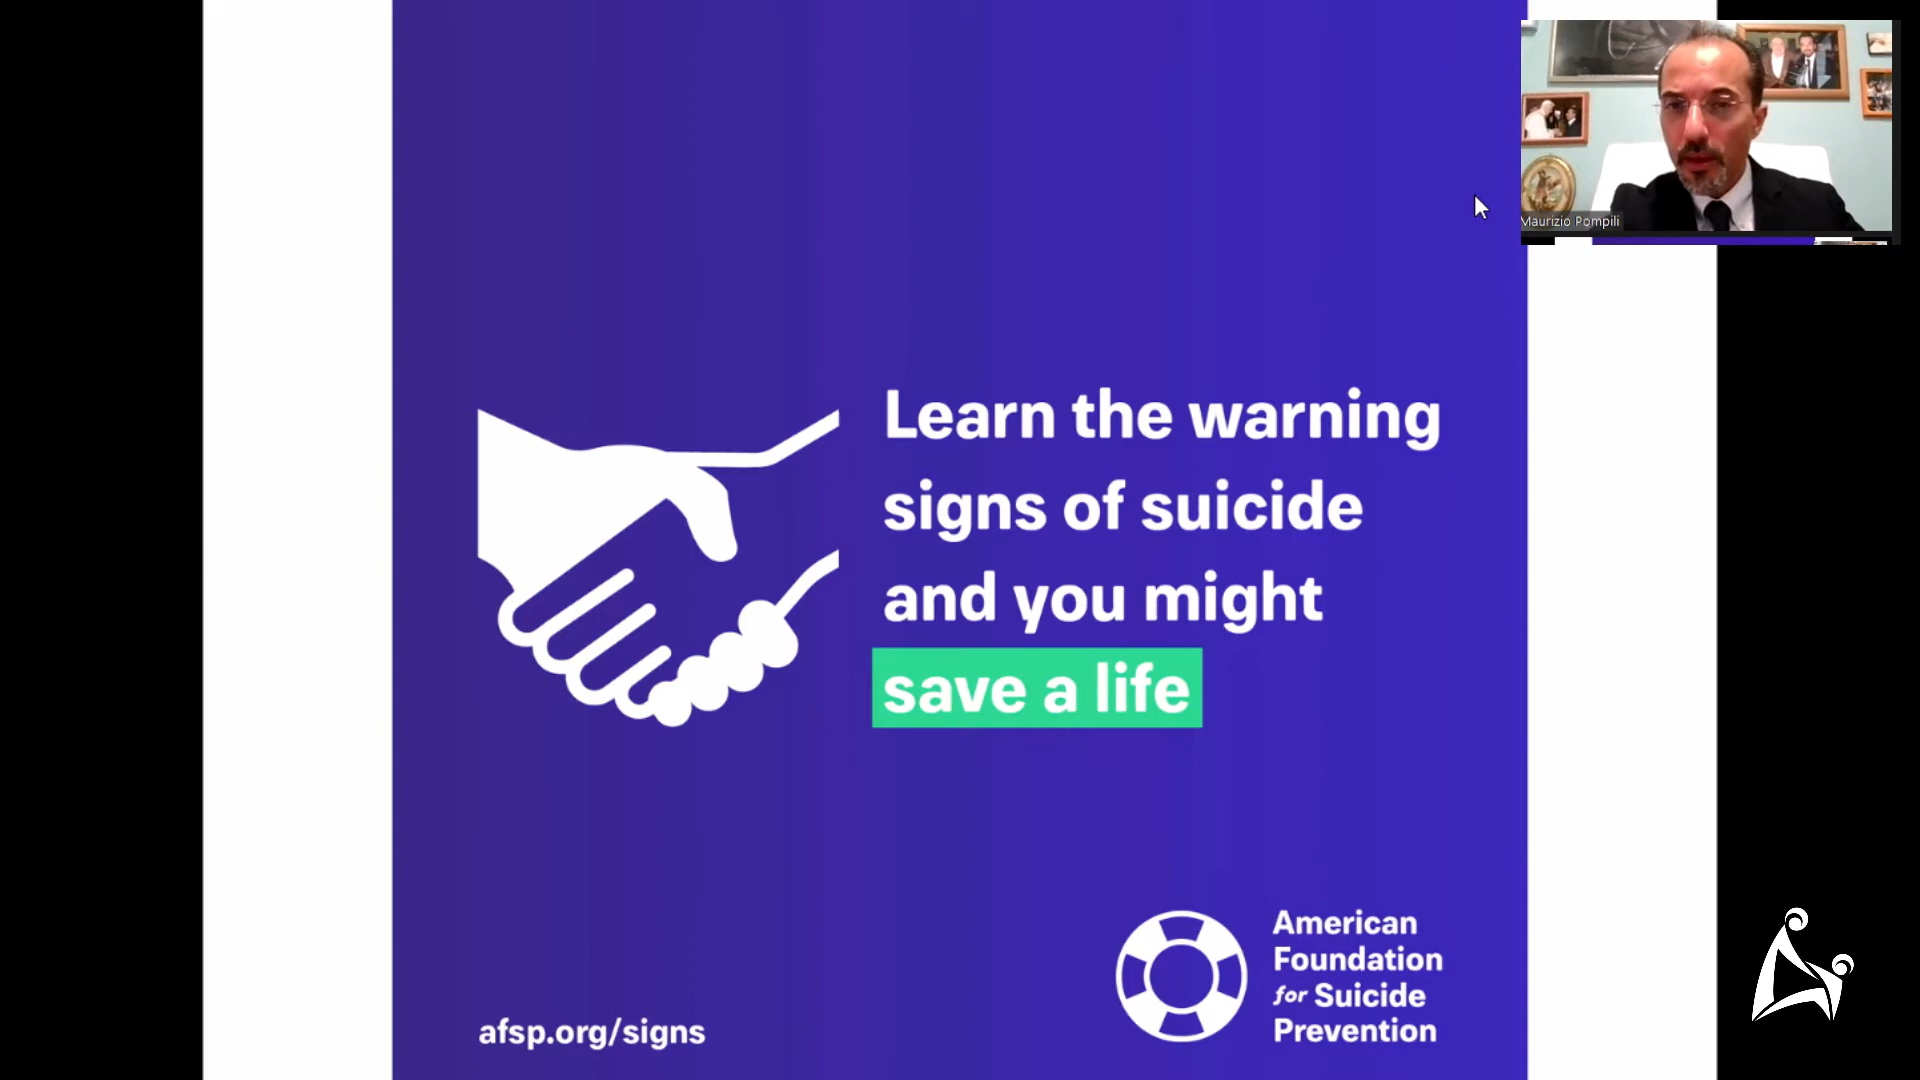 Maurizio Pompili
Learn the warning
signs of suicide
and you might
save a life
American
Foundation
for Suicide
Prevention
afsp.org/signs